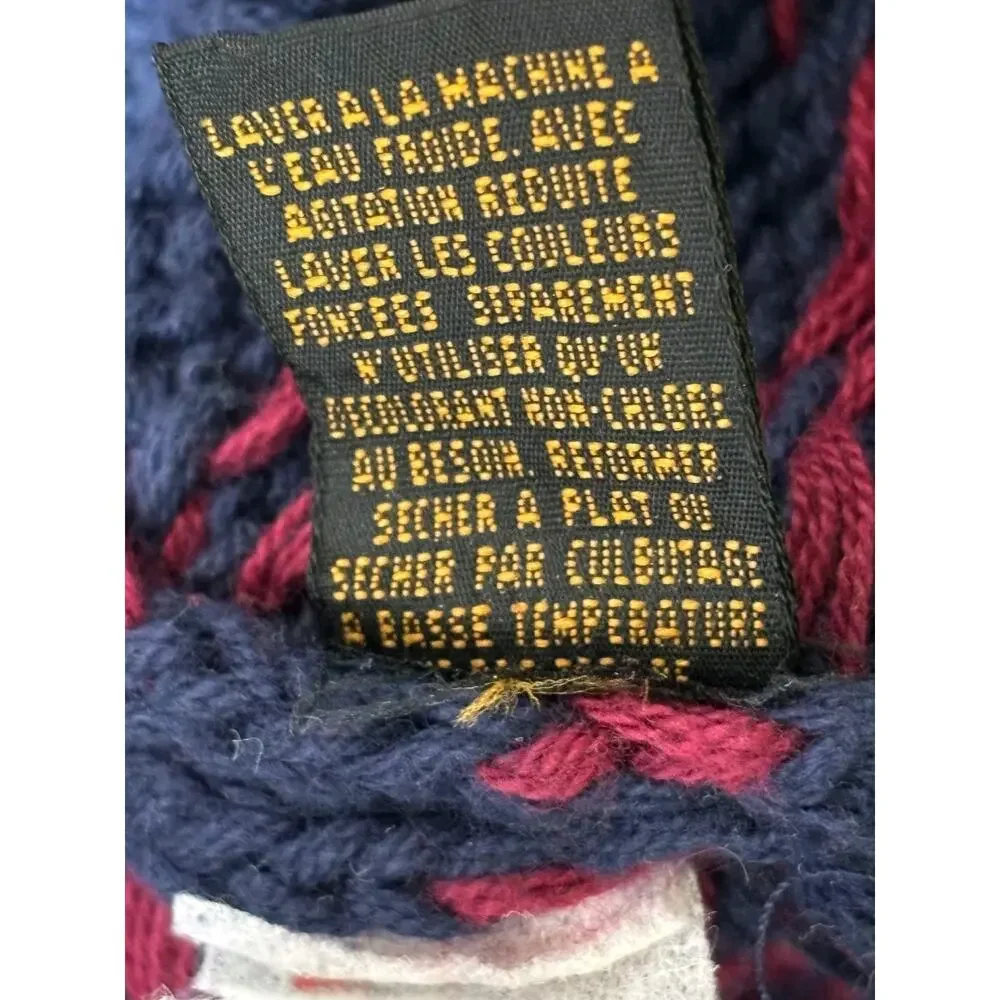 LAVER A LA MACHINE A
L'EAU FROIDE. AVEC
AGITATION REDUITE
LAVER LES COULEURS
FONCEES SEPAREMENT
N'UTILISER QU'UN
DECOLORANT NON-CHLORE
AU BESOIN. REFORMER
SECHER A PLAT OU
SECHER PAR CULBUTAGE
A BASSE TEMPERATURE